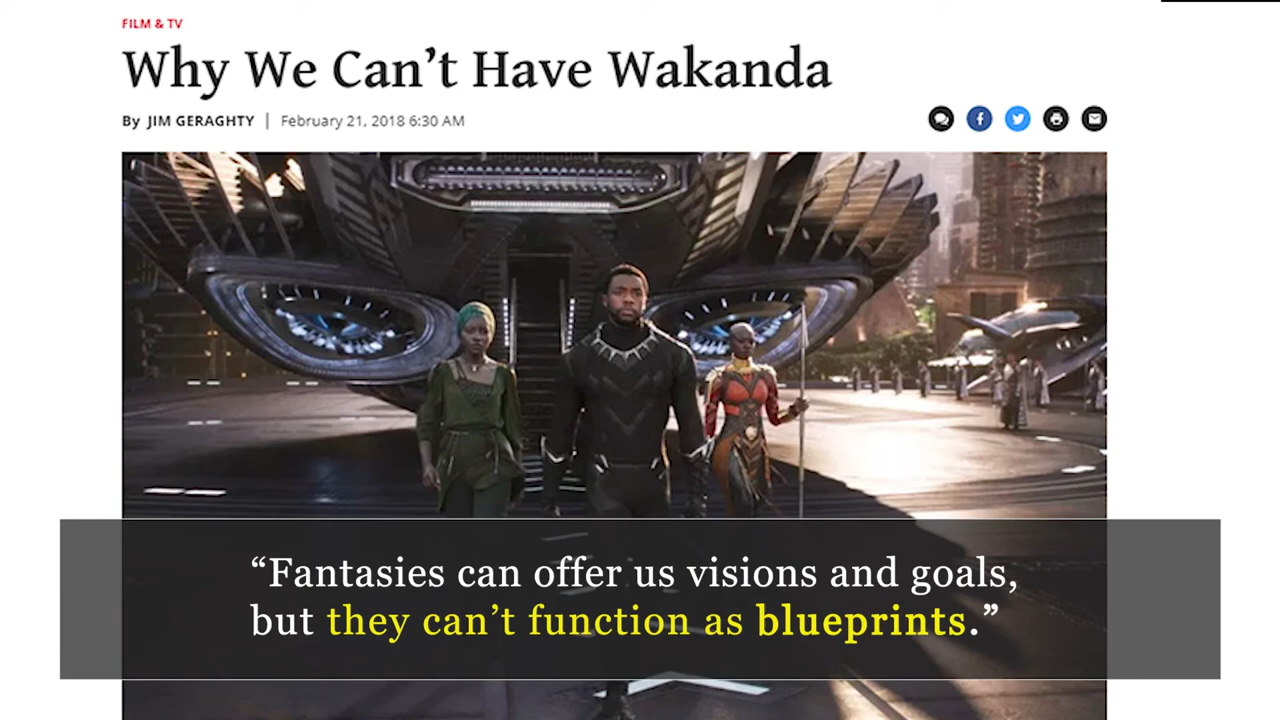 FILM & TV
Why We Can’t Have Wakanda
By JIM GERAGHTY | February 21, 2018 6:30 AM
“Fantasies can offer us visions and goals,
but they can’t function as blueprints.”